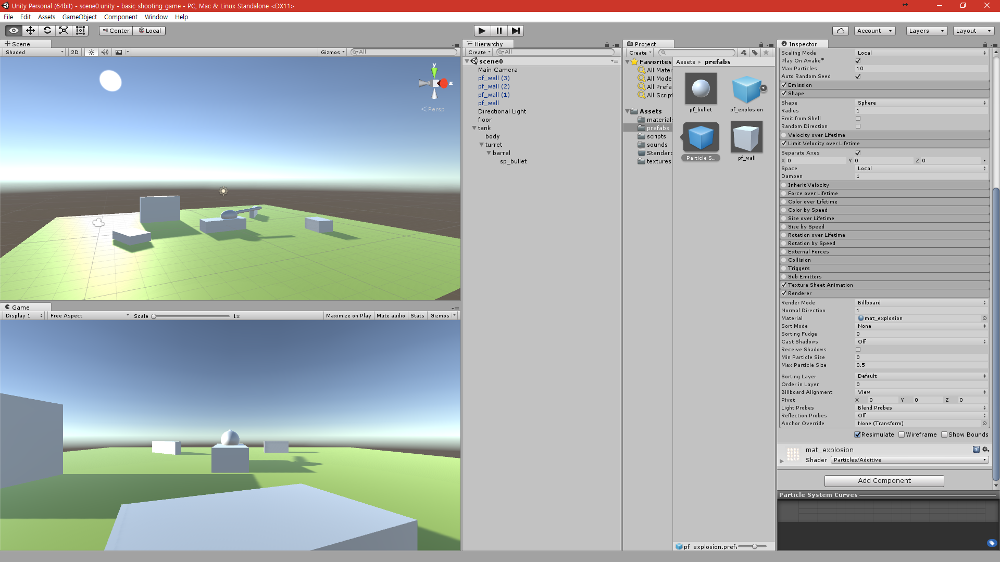 Unity Personal (64bit) - scene0.unity - basic_shooting_game - PC, Mac & Linux Standalone <DX11>
File Edit Assets GameObject Component Window Help
Center Local Account Layers Layout
Scene
Shaded 2D Gizmos All
y
Persp
Game
Display 1 Free Aspect Scale 1x Maximize on Play Mute audio Stats Gizmos
Hierarchy
Create All
scene0
Main Camera
pf_wall (3)
pf_wall (2)
pf_wall (1)
pf_wall
Directional Light
floor
tank
body
turret
barrel
sp_bullet
Project
Create
Favorites
All Mater
All Mode
All Prefa
All Script
Assets
materials
prefabs
scripts
sounds
Standard
textures
Assets prefabs
pf_bullet pf_explosion
Particle S... pf_wall
pf_explosion.prefa
Inspector
Scaling Mode Local
Play On Awake*
Max Particles 10
Auto Random Seed
Emission
Shape
Shape Sphere
Radius 1
Emit from Shell
Random Direction
Velocity over Lifetime
Limit Velocity over Lifetime
Separate Axes
X 0 Y 0 Z 0
Space Local
Dampen 1
Inherit Velocity
Force over Lifetime
Color over Lifetime
Color by Speed
Size over Lifetime
Size by Speed
Rotation over Lifetime
Rotation by Speed
External Forces
Collision
Triggers
Sub Emitters
Texture Sheet Animation
Renderer
Render Mode Billboard
Normal Direction 1
Material mat_explosion
Sort Mode None
Sorting Fudge 0
Cast Shadows Off
Receive Shadows
Min Particle Size 0
Max Particle Size 0.5
Sorting Layer Default
Order in Layer 0
Billboard Alignment View
Pivot X 0 Y 0 Z 0
Light Probes Blend Probes
Reflection Probes Off
Anchor Override None (Transform)
Resimulate Wireframe Show Bounds
mat_explosion
Shader Particles/Additive
Add Component
Particle System Curves